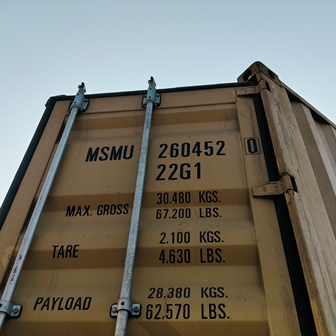 MSMU 260452 0
22G1
MAX. GROSS 30.480 KGS.
67.200 LBS.
TARE 2.100 KGS.
4.630 LBS.
PAYLOAD 28.380 KGS.
62.570 LBS.